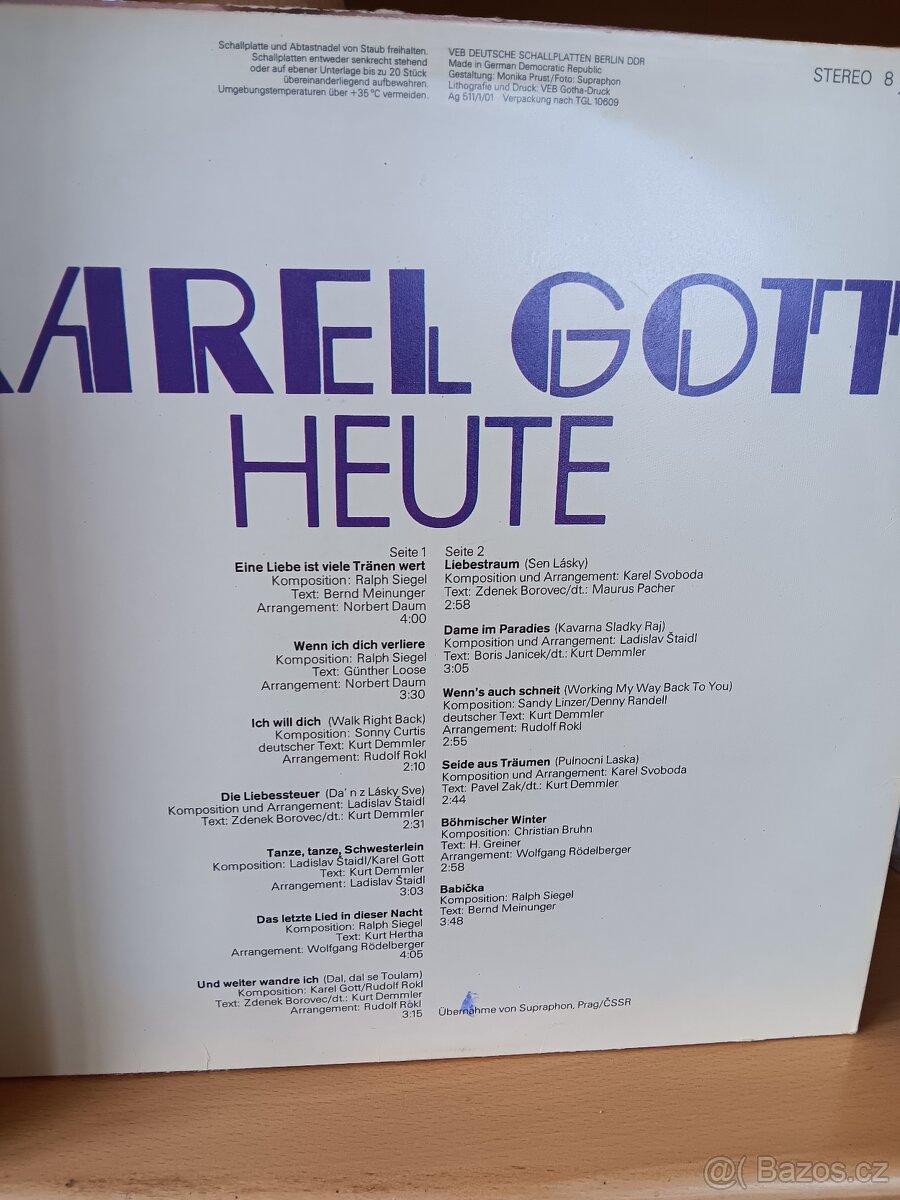 Schallplatte und Abtastnadel von Staub freihalten.
Schallplatten entweder senkrecht stehend
oder auf ebener Unterlage bis zu 20 Stück
übereinanderliegend aufbewahren.
Umgebungstemperaturen über +35 °C vermeiden.
VEB DEUTSCHE SCHALLPLATTEN BERLIN DDR
Made in German Democratic Republic
Gestaltung: Monika Prust/Foto: Supraphon
Lithografie und Druck: VEB Gotha-Druck
Ag 511/1/01 Verpackung nach TGL 10609
STEREO 8
KAREL GOTT
HEUTE
Seite 1
Eine Liebe ist viele Tränen wert
Komposition: Ralph Siegel
Text: Bernd Meinunger
Arrangement: Norbert Daum
4:00
Wenn ich dich verliere
Komposition: Ralph Siegel
Text: Günther Loose
Arrangement: Norbert Daum
3:30
Ich will dich (Walk Right Back)
Komposition: Sonny Curtis
deutscher Text: Kurt Demmler
Arrangement: Rudolf Rokl
2:10
Die Liebessteuer (Da' n z Lásky Sve)
Komposition und Arrangement: Ladislav Štaidl
Text: Zdenek Borovec/dt.: Kurt Demmler
2:31
Tanze, tanze, Schwesterlein
Komposition: Ladislav Štaidl/Karel Gott
Text: Kurt Demmler
Arrangement: Ladislav Štaidl
3:03
Das letzte Lied in dieser Nacht
Komposition: Ralph Siegel
Text: Kurt Hertha
Arrangement: Wolfgang Rödelberger
4:05
Und weiter wandre ich (Dal, dal se Toulam)
Komposition: Karel Gott/Rudolf Rokl
Text: Zdenek Borovec/dt.: Kurt Demmler
Arrangement: Rudolf Rokl
3:15
Seite 2
Liebestraum (Sen Lásky)
Komposition und Arrangement: Karel Svoboda
Text: Zdenek Borovec/dt.: Maurus Pacher
2:58
Dame im Paradies (Kavarna Sladky Raj)
Komposition und Arrangement: Ladislav Štaidl
Text: Boris Janicek/dt.: Kurt Demmler
3:05
Wenn's auch schneit (Working My Way Back To You)
Komposition: Sandy Linzer/Denny Randell
deutscher Text: Kurt Demmler
Arrangement: Rudolf Rokl
2:55
Seide aus Träumen (Pulnocni Laska)
Komposition und Arrangement: Karel Svoboda
Text: Pavel Zak/dt.: Kurt Demmler
2:44
Böhmischer Winter
Komposition: Christian Bruhn
Text: H. Greiner
Arrangement: Wolfgang Rödelberger
2:58
Babička
Komposition: Ralph Siegel
Text: Bernd Meinunger
3:48
Übernahme von Supraphon, Prag/ČSSR
@( Bazos.cz